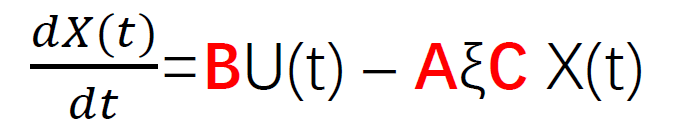 dX(t)/dt=BU(t) – AξC X(t)